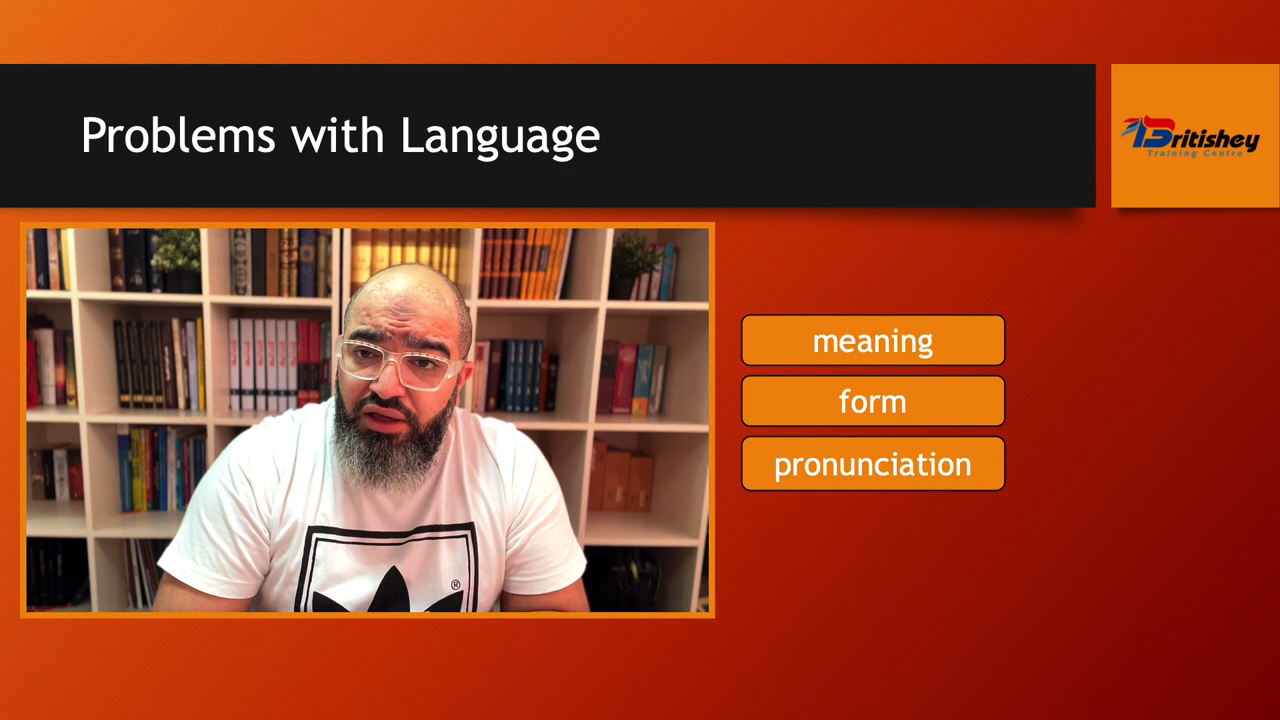 Problems with Language
Britishey
Training Centre
meaning
form
pronunciation
®